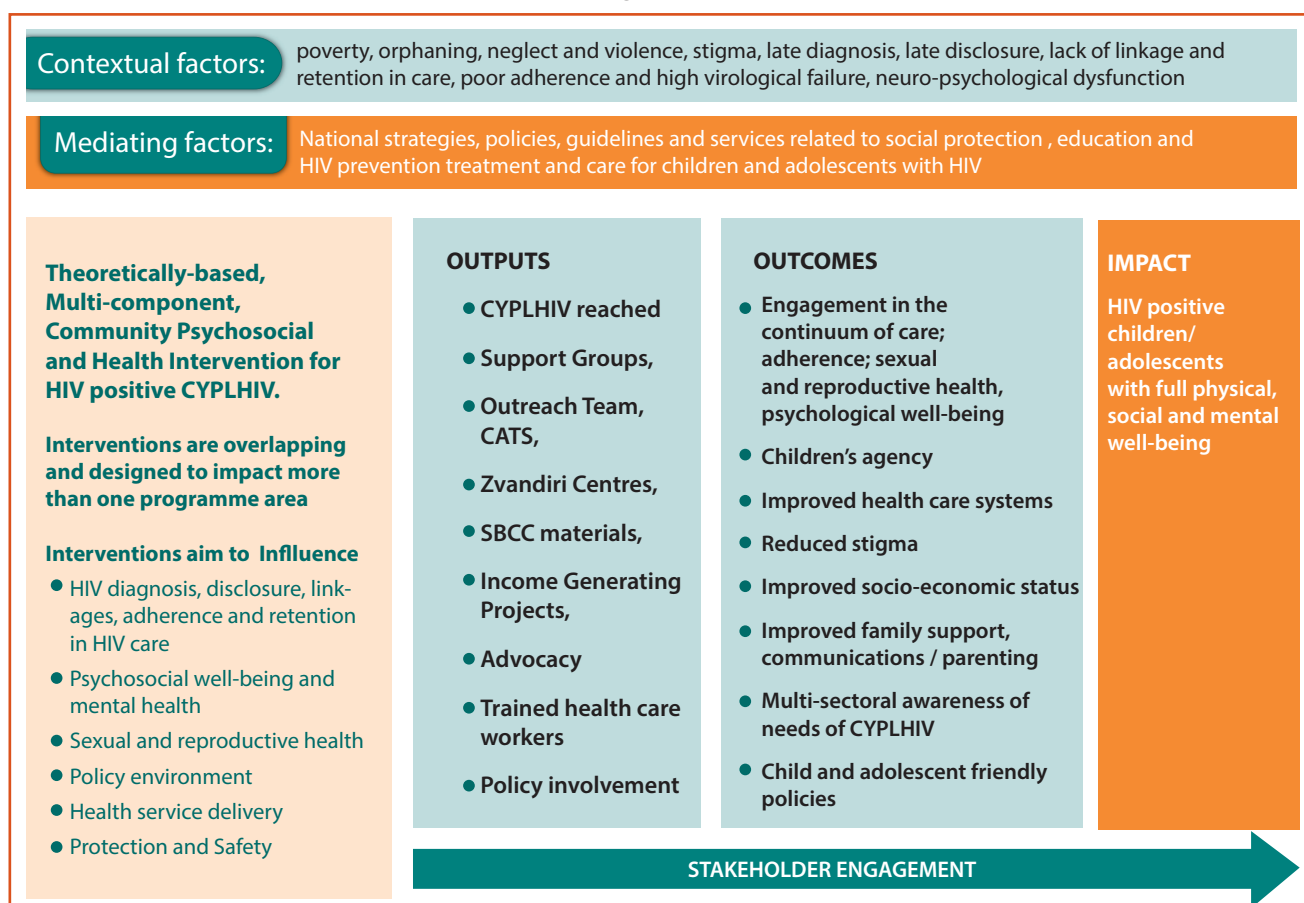 Contextual factors:
poverty, orphaning, neglect and violence, stigma, late diagnosis, late disclosure, lack of linkage and
retention in care, poor adherence and high virological failure, neuro-psychological dysfunction
Mediating factors:
National strategies, policies, guidelines and services related to social protection , education and
HIV prevention treatment and care for children and adolescents with HIV
Theoretically-based,
Multi-component,
Community Psychosocial
and Health Intervention for
HIV positive CYPLHIV.
Interventions are overlapping
and designed to impact more
than one programme area
Interventions aim to Inflluence
• HIV diagnosis, disclosure, link-
ages, adherence and retention
in HIV care
• Psychosocial well-being and
mental health
• Sexual and reproductive health
• Policy environment
• Health service delivery
• Protection and Safety
OUTPUTS
• CYPLHIV reached
• Support Groups,
• Outreach Team,
CATS,
• Zvandiri Centres,
• SBCC materials,
• Income Generating
Projects,
• Advocacy
• Trained health care
workers
• Policy involvement
OUTCOMES
• Engagement in the
continuum of care;
adherence; sexual
and reproductive health,
psychological well-being
• Children's agency
• Improved health care systems
• Reduced stigma
• Improved socio-economic status
• Improved family support,
communications / parenting
• Multi-sectoral awareness of
needs of CYPLHIV
• Child and adolescent friendly
policies
IMPACT
HIV positive
children/
adolescents
with full physical,
social and mental
well-being
STAKEHOLDER ENGAGEMENT